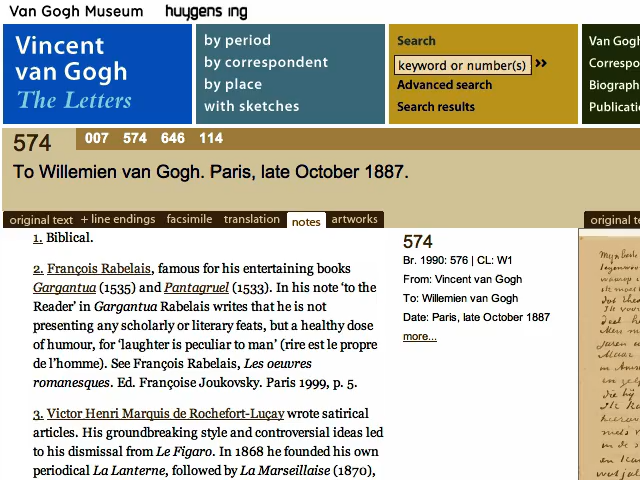 Van Gogh Museum huygens ing
Vincent
van Gogh
The Letters
by period
by correspondent
by place
with sketches
Search
keyword or number(s) »
Advanced search
Search results
Van Gogh
Correspo
Biograph
Publicati
574 007 574 646 114
To Willemien van Gogh. Paris, late October 1887.
original text + line endings facsimile translation notes artworks
original te
1. Biblical.
2. François Rabelais, famous for his entertaining books
Gargantua (1535) and Pantagruel (1533). In his note ‘to the
Reader’ in Gargantua Rabelais writes that he is not
presenting any scholarly or literary feats, but a healthy dose
of humour, for ‘laughter is peculiar to man’ (rire est le propre
de l’homme). See François Rabelais, Les oeuvres
romanesques. Ed. Françoise Joukovsky. Paris 1999, p. 5.
3. Victor Henri Marquis de Rochefort-Luçay wrote satirical
articles. His groundbreaking style and controversial ideas led
to his dismissal from Le Figaro. In 1868 he founded his own
periodical La Lanterne, followed by La Marseillaise (1870),
574
Br. 1990: 576 | CL: W1
From: Vincent van Gogh
To: Willemien van Gogh
Date: Paris, late October 1887
more...